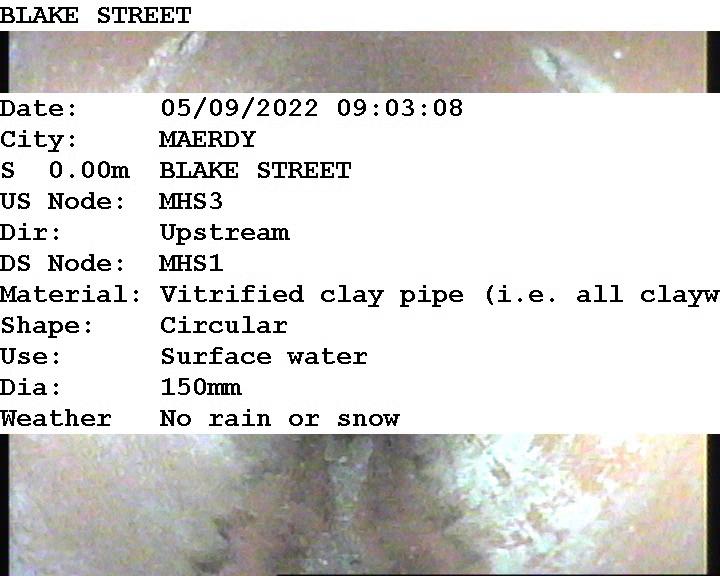 BLAKE STREET
Date: 05/09/2022 09:03:08
City: MAERDY
S 0.00m BLAKE STREET
US Node: MHS3
Dir: Upstream
DS Node: MHS1
Material: Vitrified clay pipe (i.e. all clayw
Shape: Circular
Use: Surface water
Dia: 150mm
Weather No rain or snow